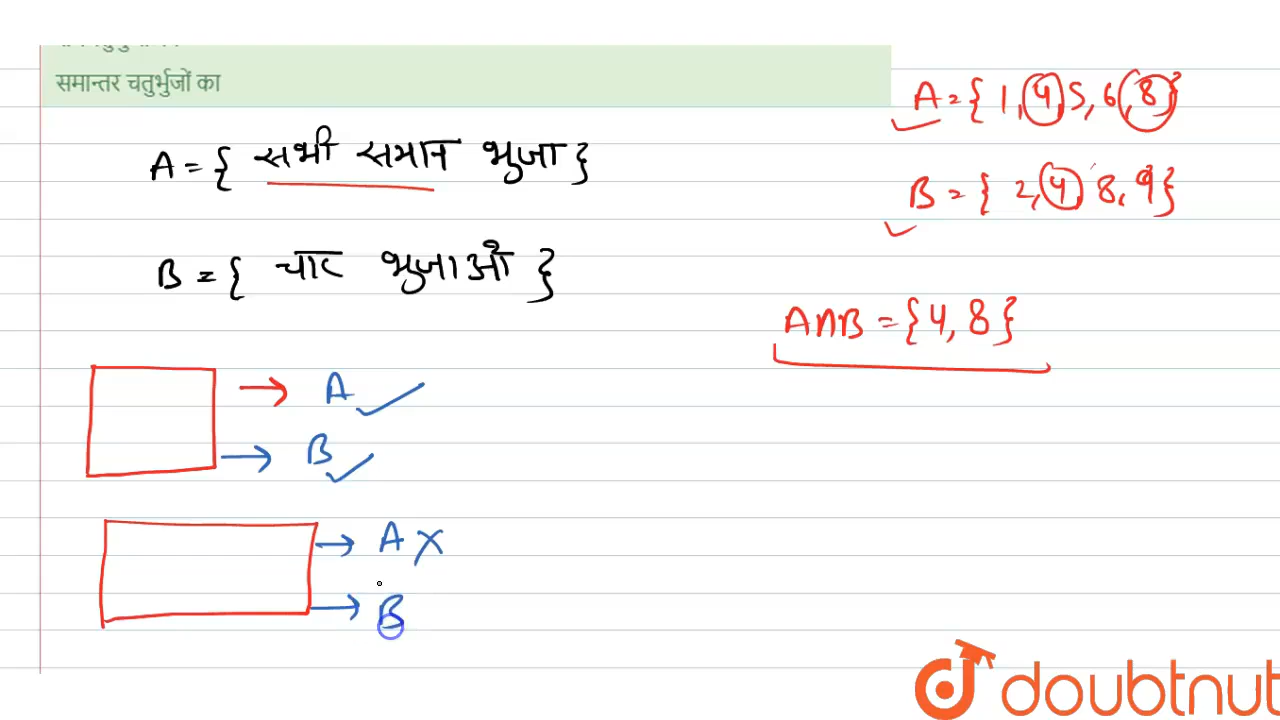 समान्तर चतुर्भुजों का
A = { सभी समान भुजा }
B = { चार भुजाओं }
A = { 1, 4, 5, 6, 8 }
B = { 2, 4, 8, 9 }
A∩B = { 4, 8 }
→ A ✓
→ B ✓
→ A X
→ B
doubtnut